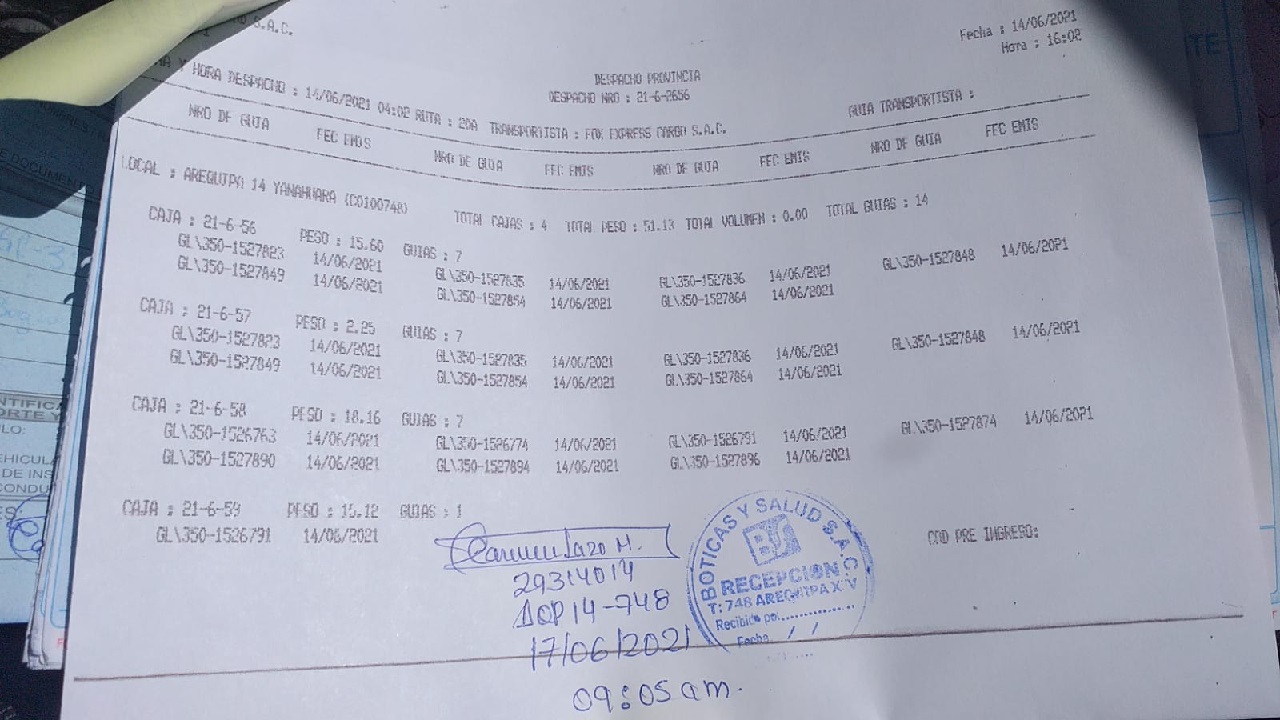 S.A.C.
Fecha : 14/06/2021
Hora : 16:02
DESPACHO PROVINCIA
DESPACHO NRO : 21-6-2656
Y HORA DESPACHO : 14/06/2021 04:02 RUTA : 2DA TRANSPORTISTA : FOX EXPRESS CARGO S.A.C. GUIA TRANSPORTISTA :
NRO DE GUIA FEC EMIS NRO DE GUIA FEC EMIS NRO DE GUIA FEC EMIS NRO DE GUIA FEC EMIS
LOCAL : AREQUIPA 14 YANAHUARA (CO100748) TOTAL CAJAS : 4 TOTAL PESO : 51.13 TOTAL VOLUMEN : 0.00 TOTAL GUIAS : 14
CAJA : 21-6-56 PESO : 15.60 GUIAS : 7
GL\350-1527823 14/06/2021 GL\350-1527835 14/06/2021 GL\350-1527836 14/06/2021 GL\350-1527848 14/06/2021
GL\350-1527849 14/06/2021 GL\350-1527854 14/06/2021 GL\350-1527864 14/06/2021
CAJA : 21-6-57 PESO : 2.25 GUIAS : 7
GL\350-1527823 14/06/2021 GL\350-1527835 14/06/2021 GL\350-1527836 14/06/2021 GL\350-1527848 14/06/2021
GL\350-1527849 14/06/2021 GL\350-1527854 14/06/2021 GL\350-1527864 14/06/2021
CAJA : 21-6-58 PESO : 18.16 GUIAS : 7
GL\350-1526763 14/06/2021 GL\350-1526774 14/06/2021 GL\350-1526791 14/06/2021 GL\350-1527874 14/06/2021
GL\350-1527890 14/06/2021 GL\350-1527894 14/06/2021 GL\350-1527896 14/06/2021
CAJA : 21-6-59 PESO : 15.12 GUIAS : 1
GL\350-1526791 14/06/2021
COD PRE INGRESO:
Carmen Lazo M.
29314014
AQP 14-748
17/06/2021
09:05 am.
BOTICAS Y SALUD S.A.C
BS
RECEPCION
T: 748 AREQUIPA XIV
Recibido por:
Fecha / /